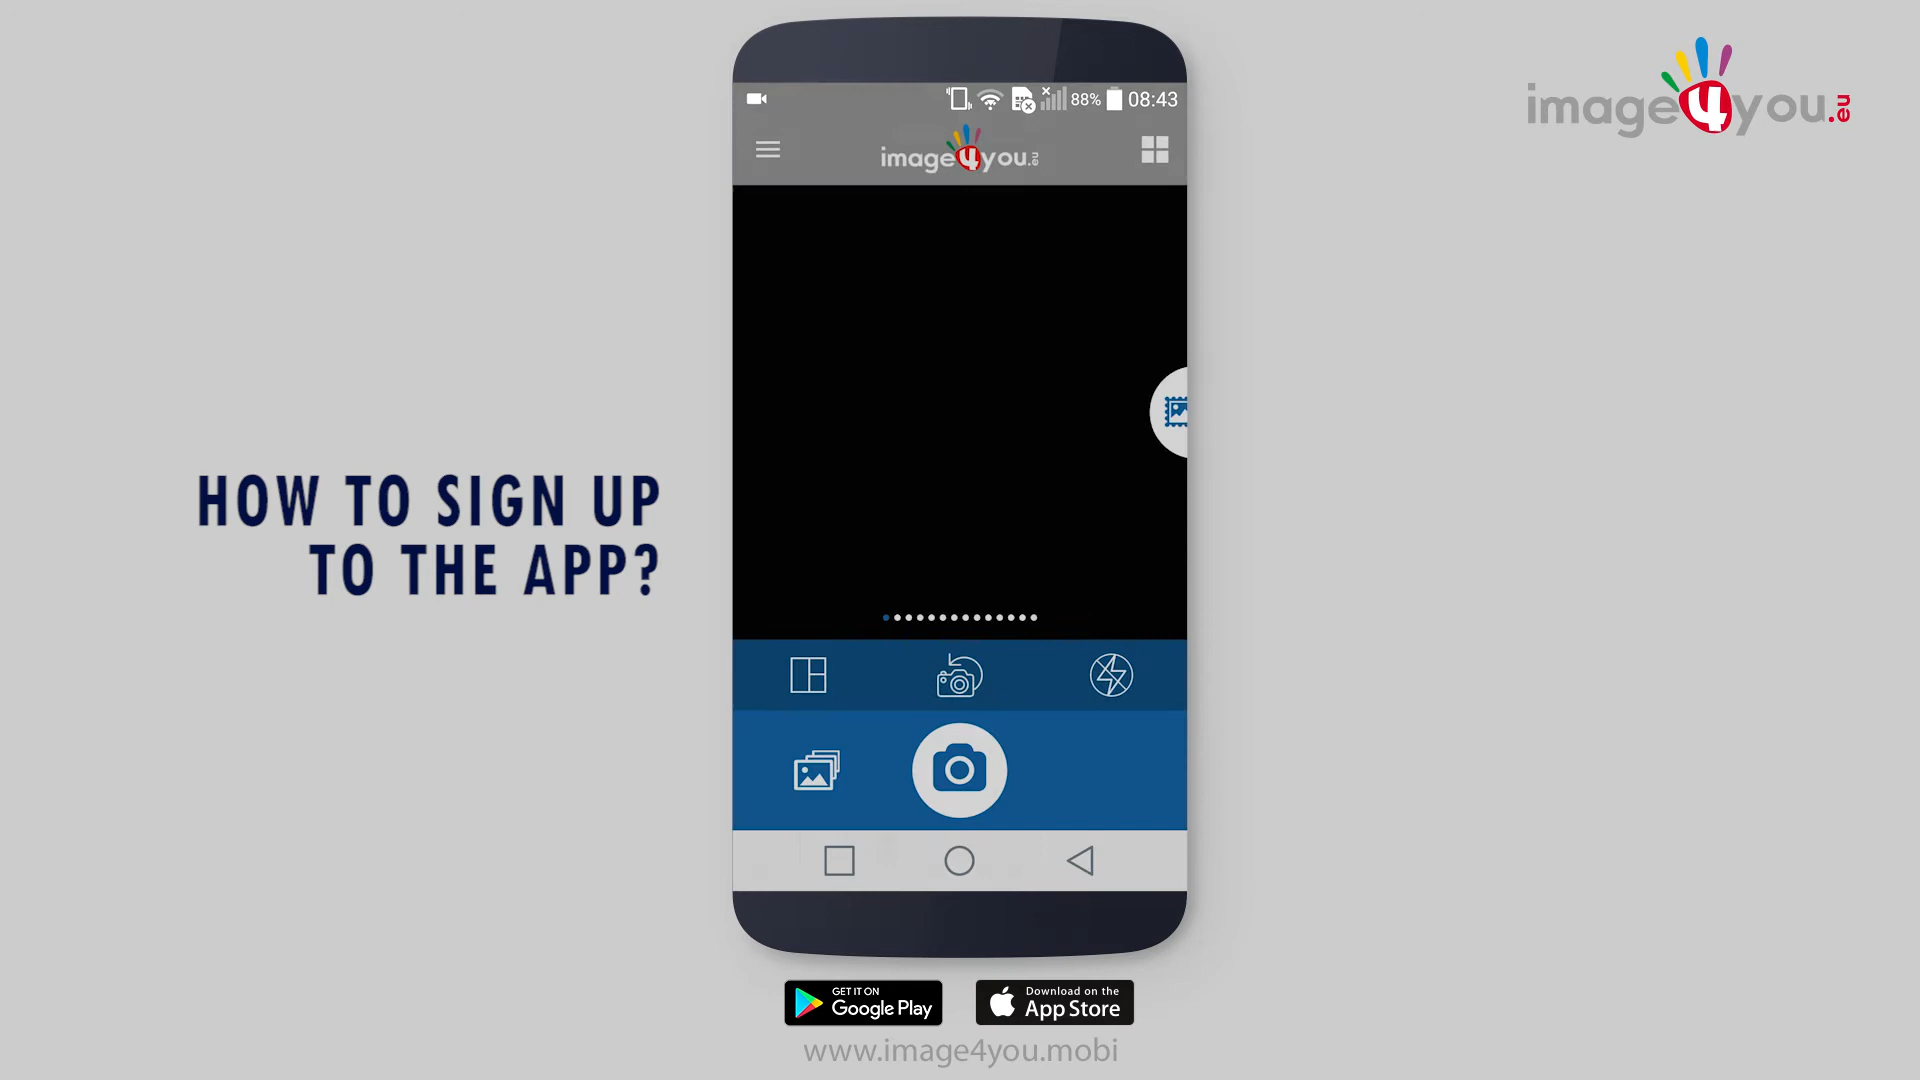 image4you.eu
88% 08:43
image4you.eu
HOW TO SIGN UP
TO THE APP?
GET IT ON
Google Play
Download on the
App Store
www.image4you.mobi